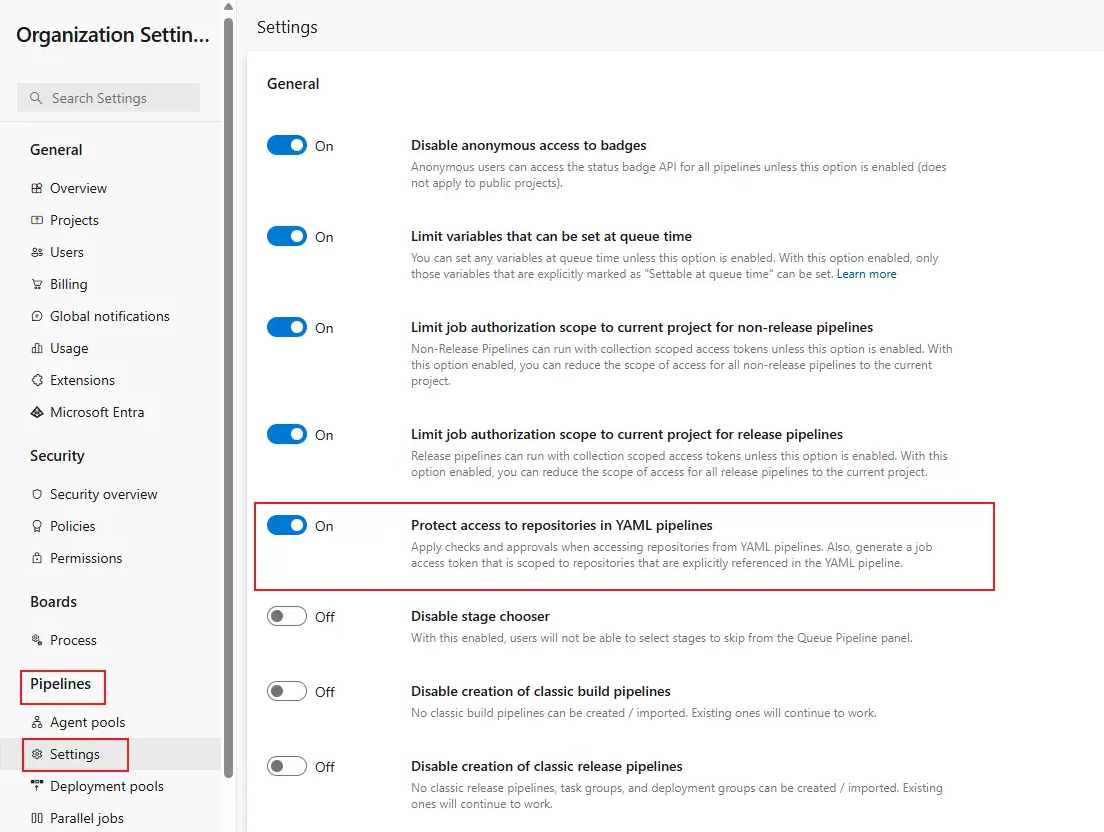 Organization Settin...
Search Settings
General
Overview
Projects
Users
Billing
Global notifications
Usage
Extensions
Microsoft Entra
Security
Security overview
Policies
Permissions
Boards
Process
Pipelines
Agent pools
Settings
Deployment pools
Parallel jobs
Settings
General
On
Disable anonymous access to badges
Anonymous users can access the status badge API for all pipelines unless this option is enabled (does
not apply to public projects).
On
Limit variables that can be set at queue time
You can set any variables at queue time unless this option is enabled. With this option enabled, only
those variables that are explicitly marked as "Settable at queue time" can be set. Learn more
On
Limit job authorization scope to current project for non-release pipelines
Non-Release Pipelines can run with collection scoped access tokens unless this option is enabled. With
this option enabled, you can reduce the scope of access for all non-release pipelines to the current
project.
On
Limit job authorization scope to current project for release pipelines
Release pipelines can run with collection scoped access tokens unless this option is enabled. With this
option enabled, you can reduce the scope of access for all release pipelines to the current project.
On
Protect access to repositories in YAML pipelines
Apply checks and approvals when accessing repositories from YAML pipelines. Also, generate a job
access token that is scoped to repositories that are explicitly referenced in the YAML pipeline.
Off
Disable stage chooser
With this enabled, users will not be able to select stages to skip from the Queue Pipeline panel.
Off
Disable creation of classic build pipelines
No classic build pipelines can be created / imported. Existing ones will continue to work.
Off
Disable creation of classic release pipelines
No classic release pipelines, task groups, and deployment groups can be created / imported. Existing
ones will continue to work.